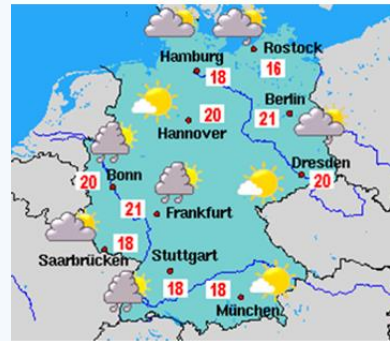 Rostock
Hamburg
16
18
Berlin
21
20
Hannover
Dresden
20
Bonn
20
21
Frankfurt
18
Saarbrücken
Stuttgart
18
18
München